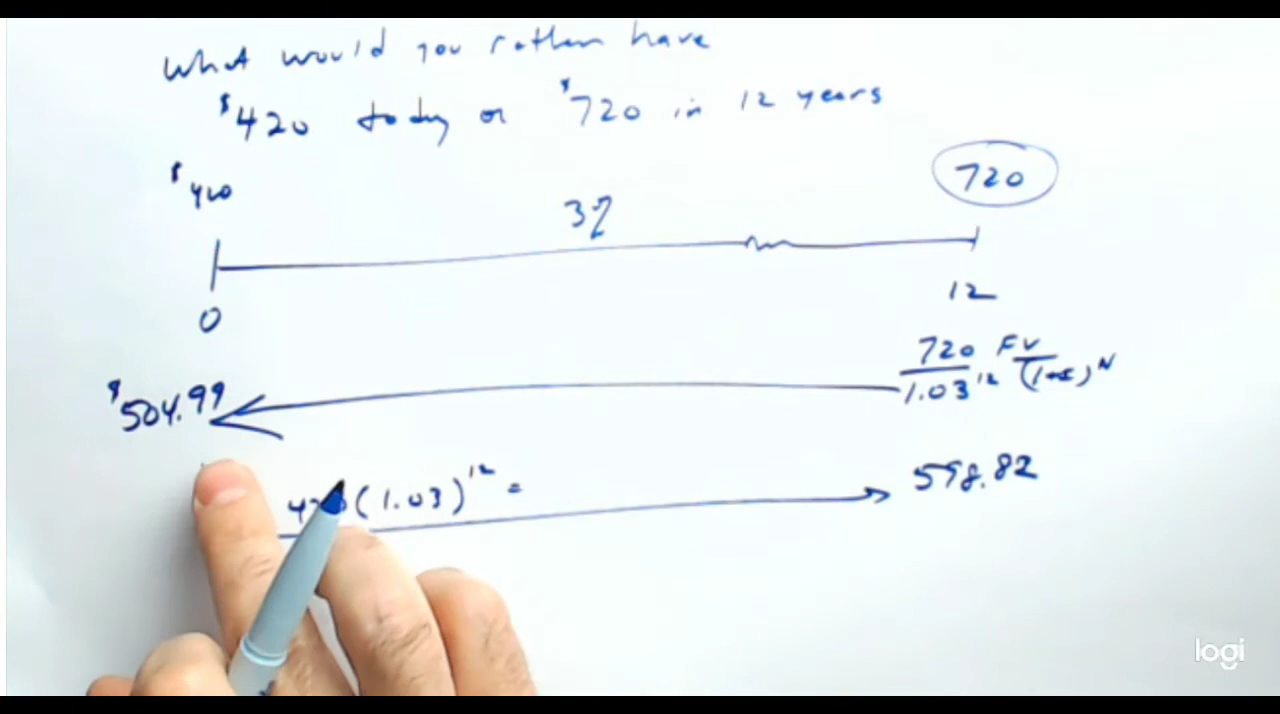 What would you rather have
$420 today or $720 in 12 years
$420
720
3%
0
12
720 FV
1.03^12 (1+I)^N
$504.99
(1.03)^12 =
598.82
logi